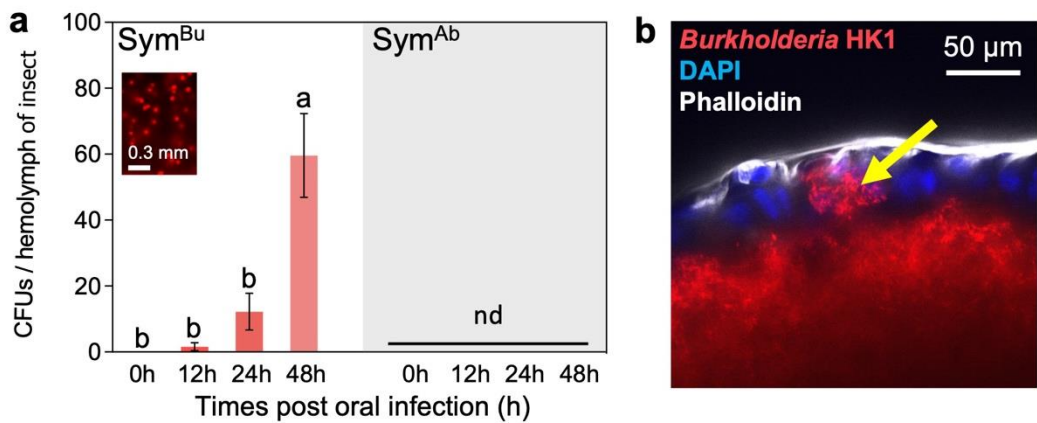 a
CFUs / hemolymph of insect
100
80
60
40
20
0
Sym^Bu
Sym^Ab
0.3 mm
b
b
b
a
nd
0h 12h 24h 48h 0h 12h 24h 48h
Times post oral infection (h)
b
Burkholderia HK1
DAPI
Phalloidin
50 µm